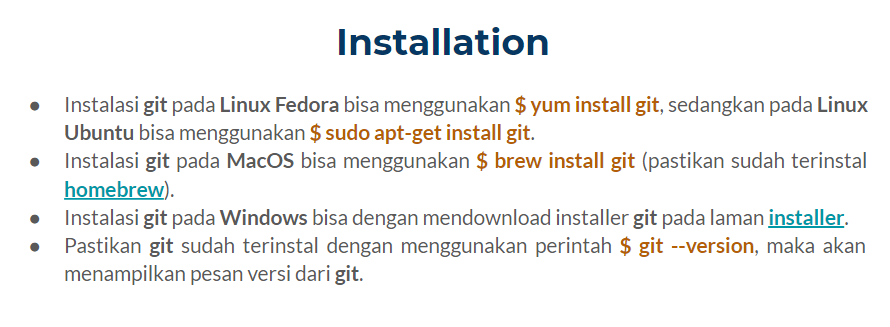 Installation
● Instalasi git pada Linux Fedora bisa menggunakan $ yum install git, sedangkan pada Linux
Ubuntu bisa menggunakan $ sudo apt-get install git.
● Instalasi git pada MacOS bisa menggunakan $ brew install git (pastikan sudah terinstal
homebrew).
● Instalasi git pada Windows bisa dengan mendownload installer git pada laman installer.
● Pastikan git sudah terinstal dengan menggunakan perintah $ git --version, maka akan
menampilkan pesan versi dari git.